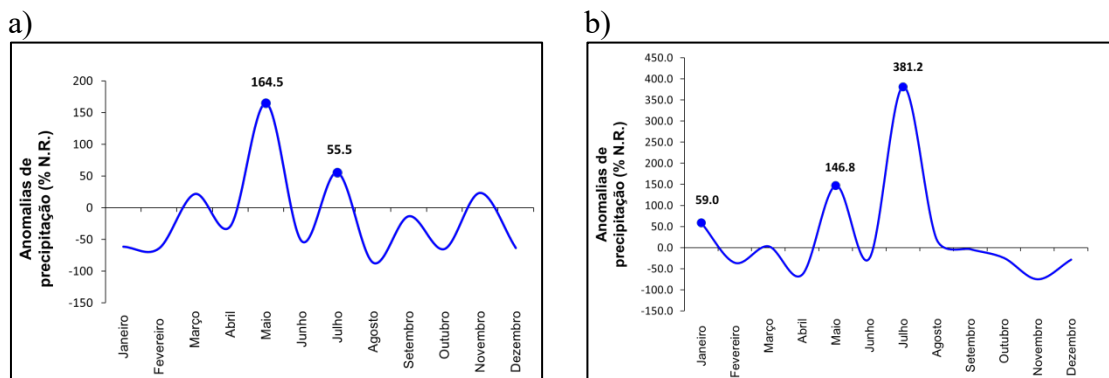 a)
Anomalias de
precipitação (% N.R.)
200
150
100
50
0
-50
-100
-150
164.5
55.5
Janeiro
Fevereiro
Março
Abril
Maio
Junho
Julho
Agosto
Setembro
Outubro
Novembro
Dezembro
b)
Anomalias de
precipitação (% N.R.)
450.0
400.0
350.0
300.0
250.0
200.0
150.0
100.0
50.0
0.0
-50.0
-100.0
-150.0
59.0
146.8
381.2
Janeiro
Fevereiro
Março
Abril
Maio
Junho
Julho
Agosto
Setembro
Outubro
Novembro
Dezembro